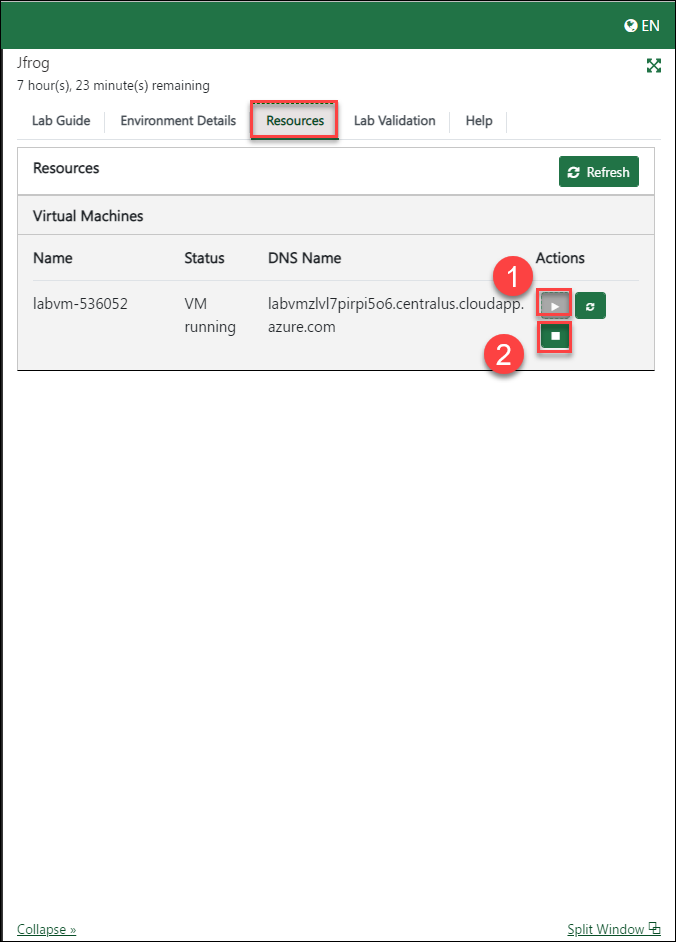 EN
Jfrog
7 hour(s), 23 minute(s) remaining
Lab Guide Environment Details Resources Lab Validation Help
Resources Refresh
Virtual Machines
Name Status DNS Name Actions
1
labvm-536052 VM labvmzlvl7pirpi5o6.centralus.cloudapp.
running azure.com
2
Collapse » Split Window